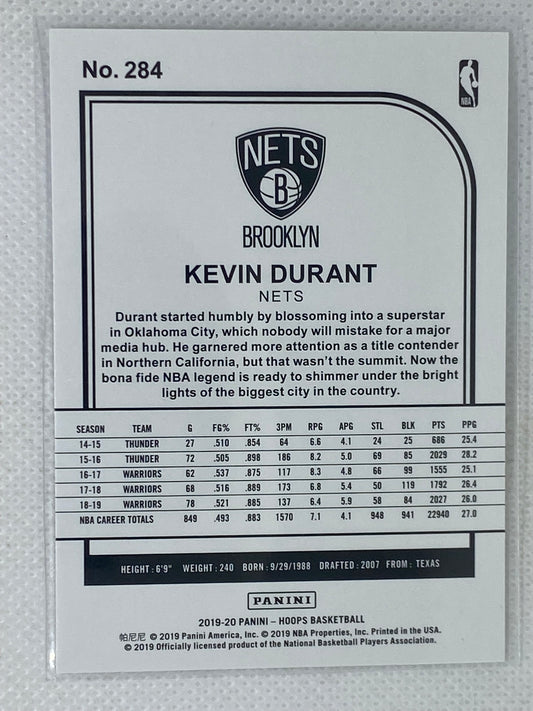 No. 284
NBA
NETS
B
BROOKLYN
KEVIN DURANT
NETS
Durant started humbly by blossoming into a superstar
in Oklahoma City, which nobody will mistake for a major
media hub. He garnered more attention as a title contender
in Northern California, but that wasn't the summit. Now the
bona fide NBA legend is ready to shimmer under the bright
lights of the biggest city in the country.
SEASON TEAM G FG% FT% 3PM RPG APG STL BLK PTS PPG
14-15 THUNDER 27 .510 .854 64 6.6 4.1 24 25 686 25.4
15-16 THUNDER 72 .505 .898 186 8.2 5.0 69 85 2029 28.2
16-17 WARRIORS 62 .537 .875 117 8.3 4.8 66 99 1555 25.1
17-18 WARRIORS 68 .516 .889 173 6.8 5.4 50 119 1792 26.4
18-19 WARRIORS 78 .521 .885 137 6.4 5.9 58 84 2027 26.0
NBA CAREER TOTALS 849 .493 .883 1570 7.1 4.1 948 941 22940 27.0
HEIGHT : 6'9" WEIGHT : 240 BORN : 9/29/1988 DRAFTED : 2007 FROM : TEXAS
PANINI
2019-20 PANINI – HOOPS BASKETBALL
帕尼尼 © 2019 Panini America, Inc. © 2019 NBA Properties, Inc. Printed in the USA.
© 2019 Officially licensed product of the National Basketball Players Association.